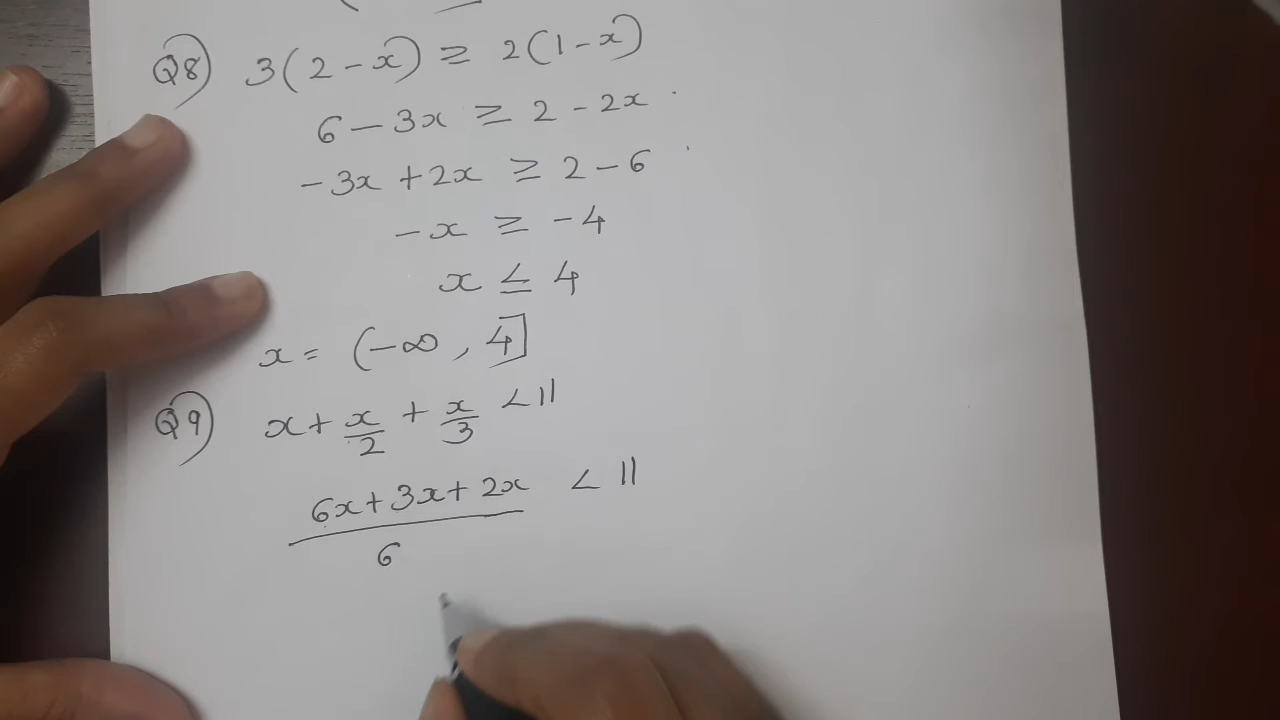 Q8) 3(2-x) ≥ 2(1-x)
6-3x ≥ 2-2x
-3x+2x ≥ 2-6
-x ≥ -4
x ≤ 4
x = (-∞, 4]
Q9) x + x/2 + x/3 < 11
(6x+3x+2x)/6 < 11